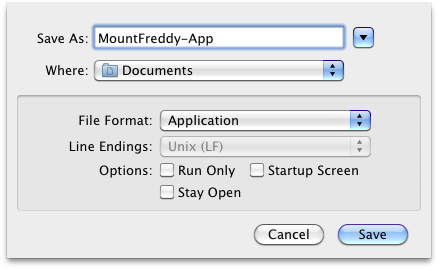 Save As: MountFreddy-App
Where: Documents
File Format: Application
Line Endings: Unix (LF)
Options: Run Only Startup Screen
Stay Open
Cancel Save